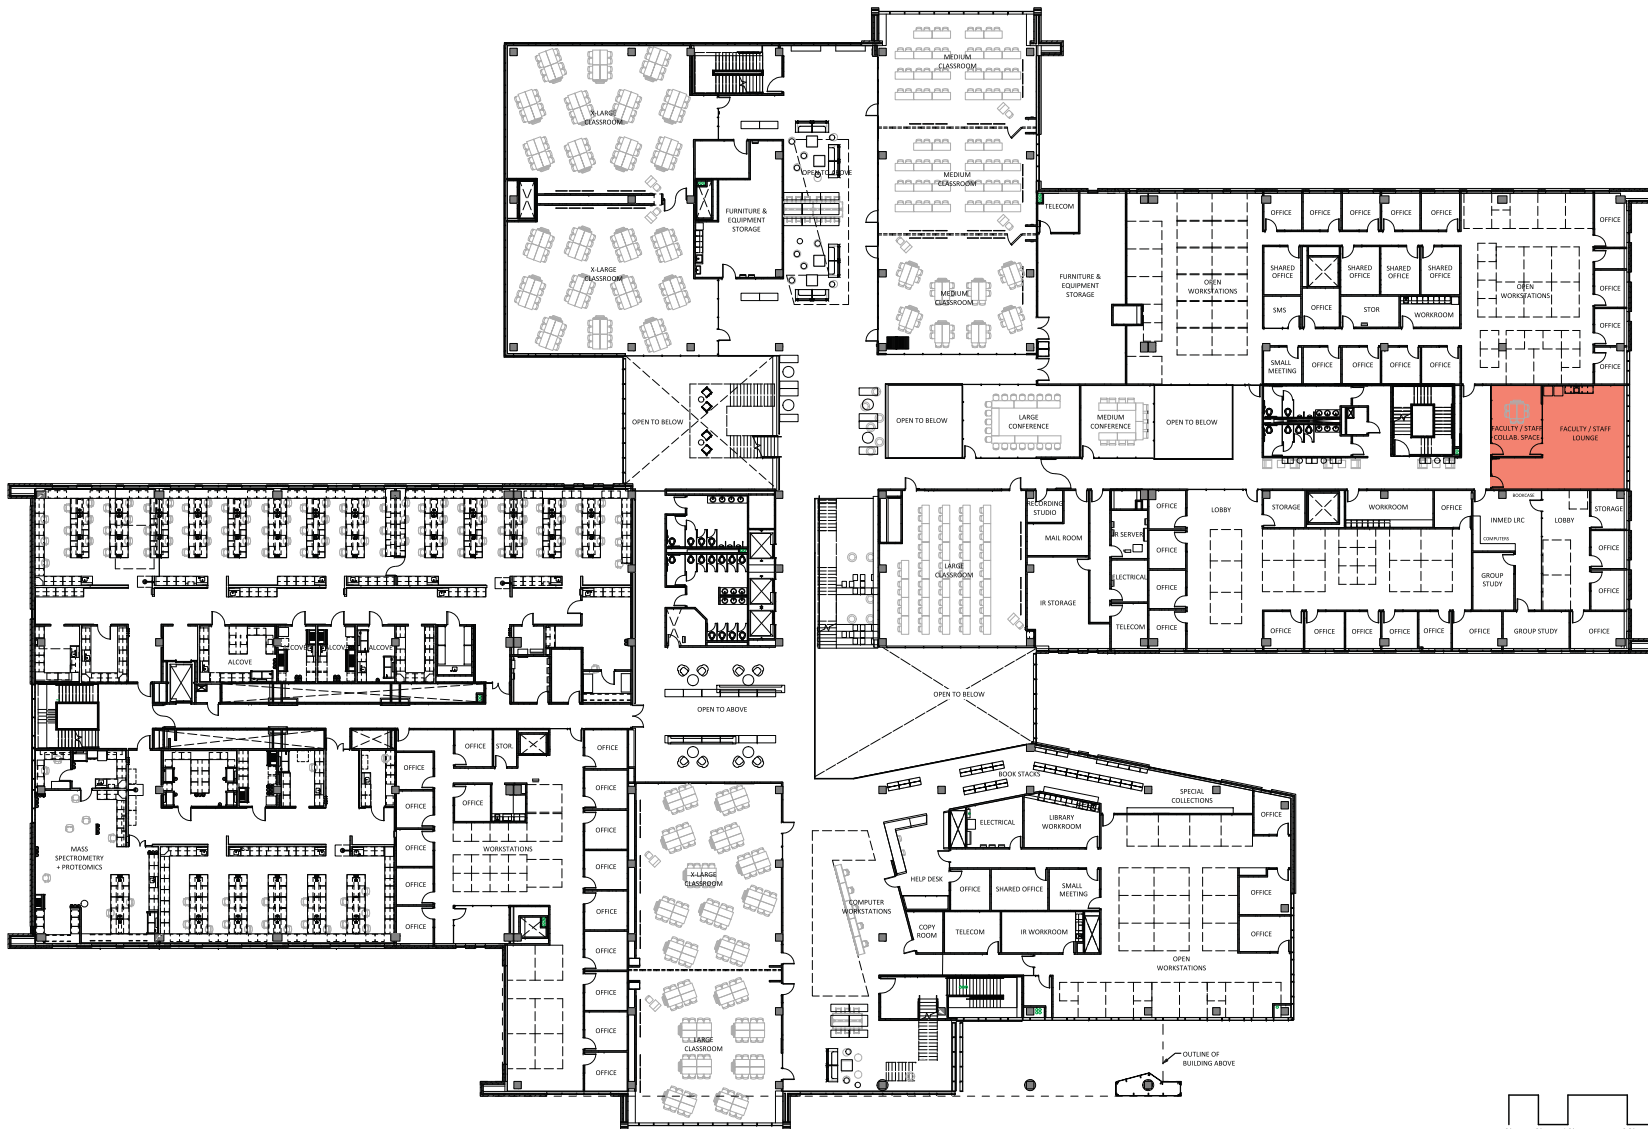 MEDIUM
CLASSROOM
X-LARGE
CLASSROOM
OPEN TO ABOVE
MEDIUM
CLASSROOM
TELECOM
FURNITURE &
EQUIPMENT
STORAGE
OFFICE
OFFICE
OFFICE
OFFICE
OFFICE
OFFICE
X-LARGE
CLASSROOM
MEDIUM
CLASSROOM
FURNITURE &
EQUIPMENT
STORAGE
OPEN
WORKSTATIONS
SHARED
OFFICE
SHARED
OFFICE
SHARED
OFFICE
SHARED
OFFICE
OPEN
WORKSTATIONS
OFFICE
OFFICE
SMS
OFFICE
STOR
WORKROOM
OFFICE
SMALL
MEETING
OFFICE
OFFICE
OFFICE
OFFICE
OFFICE
OPEN TO BELOW
OPEN TO BELOW
LARGE
CONFERENCE
MEDIUM
CONFERENCE
OPEN TO BELOW
FACULTY / STAFF
COLLAB. SPACE
FACULTY / STAFF
LOUNGE
RECORDING
STUDIO
MAIL ROOM
IR SERVER
OFFICE
LOBBY
STORAGE
WORKROOM
OFFICE
BOOKCASE
INMED LRC
COMPUTERS
LOBBY
STORAGE
LARGE
CLASSROOM
ELECTRICAL
OFFICE
OFFICE
GROUP
STUDY
OFFICE
OFFICE
IR STORAGE
TELECOM
OFFICE
OFFICE
OFFICE
OFFICE
OFFICE
OFFICE
OFFICE
GROUP STUDY
OFFICE
ALCOVE
ALCOVE
ALCOVE
ALCOVE
OPEN TO ABOVE
OPEN TO BELOW
OFFICE
OFFICE
STOR.
OFFICE
OFFICE
OFFICE
OFFICE
OFFICE
WORKSTATIONS
OFFICE
OFFICE
OFFICE
OFFICE
OFFICE
OFFICE
OFFICE
OFFICE
OFFICE
OFFICE
MASS
SPECTROMETRY
+ PROTEOMICS
X-LARGE
CLASSROOM
LARGE
CLASSROOM
BOOK STACKS
SPECIAL
COLLECTIONS
ELECTRICAL
LIBRARY
WORKROOM
OFFICE
HELP DESK
OFFICE
SHARED OFFICE
SMALL
MEETING
OFFICE
COMPUTER
WORKSTATIONS
COPY
ROOM
TELECOM
IR WORKROOM
OFFICE
OPEN
WORKSTATIONS
OUTLINE OF
BUILDING ABOVE